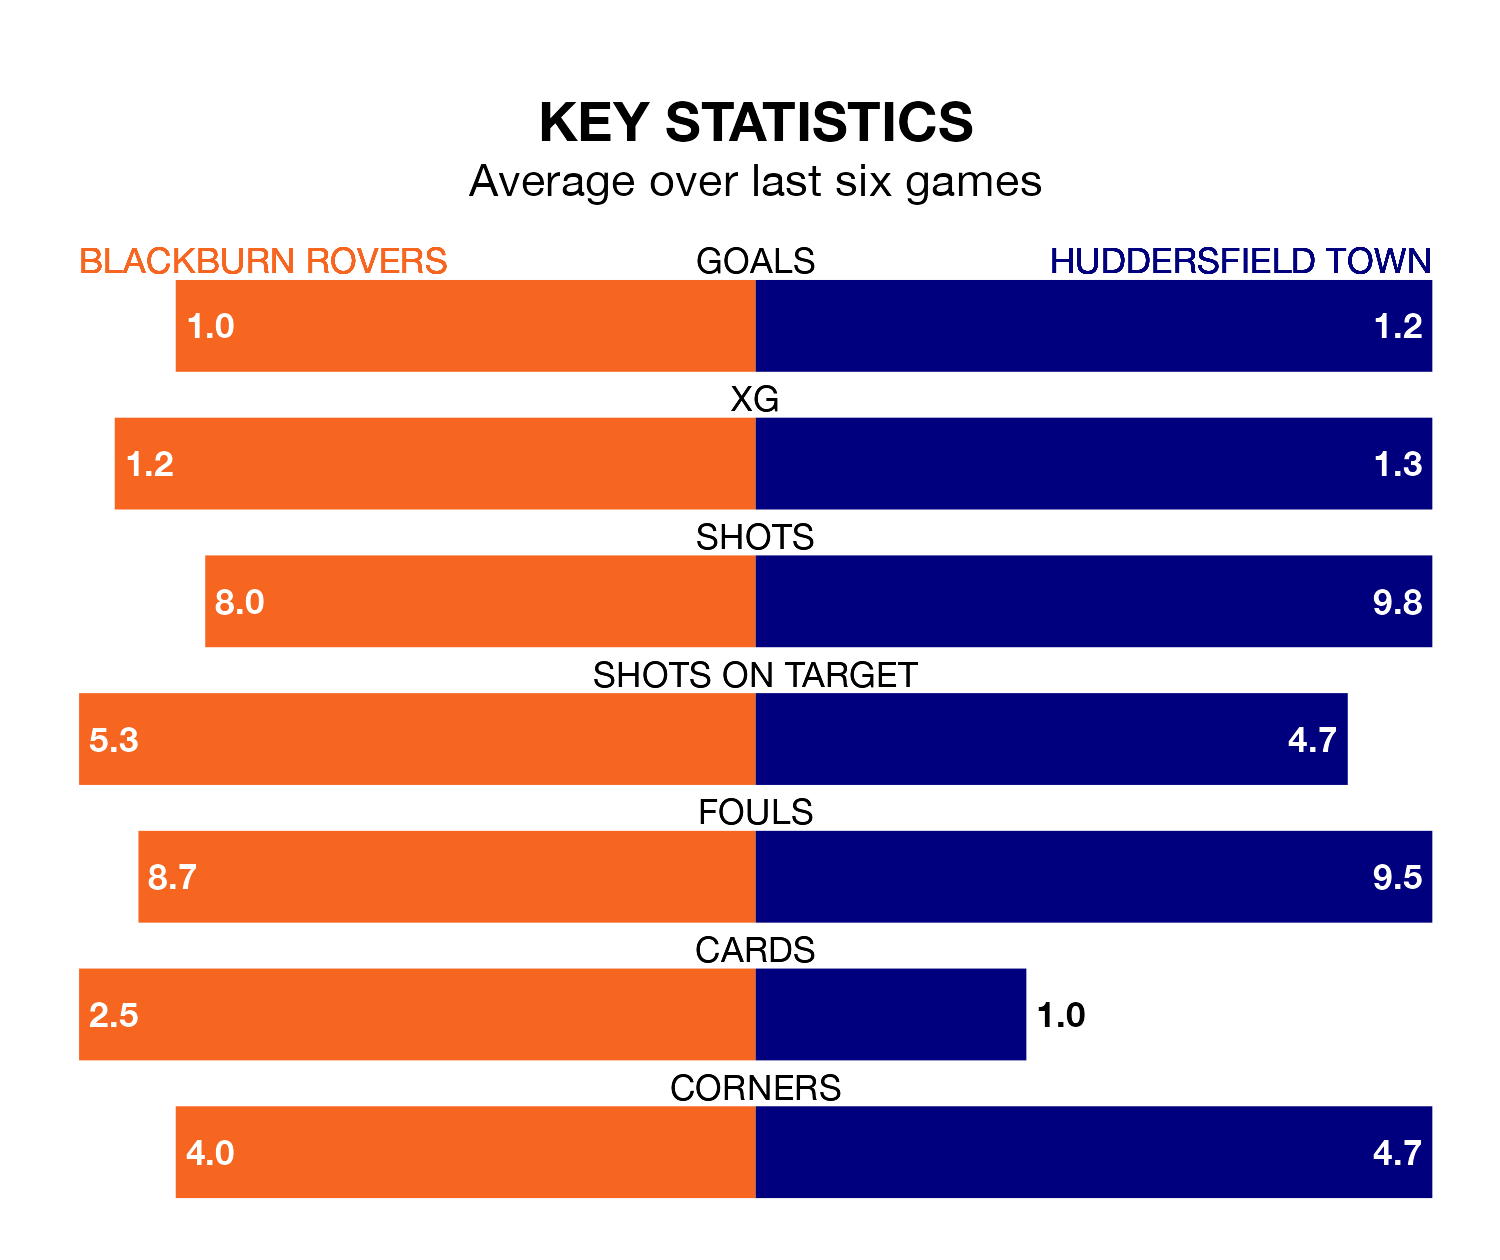 KEY STATISTICS
Average over last six games
BLACKBURN ROVERS GOALS HUDDERSFIELD TOWN
1.0 1.2
XG
1.2 1.3
SHOTS
8.0 9.8
SHOTS ON TARGET
5.3 4.7
FOULS
8.7 9.5
CARDS
2.5 1.0
CORNERS
4.0 4.7